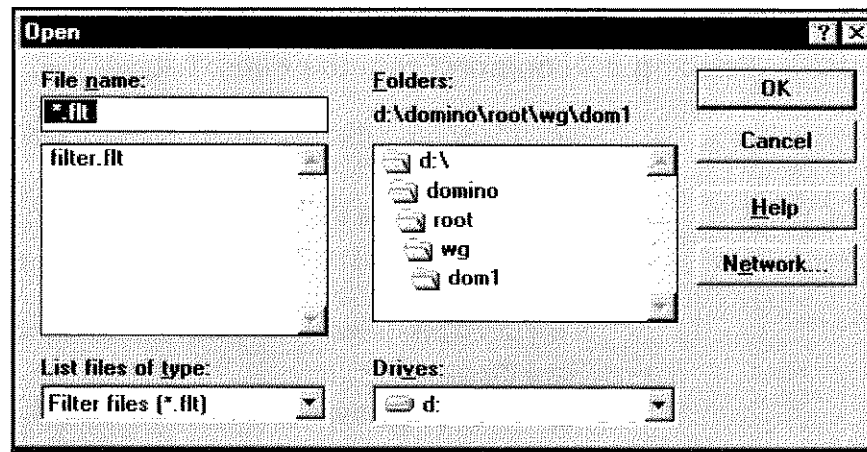 Open
File name:
*.flt
filter.flt
List files of type:
Filter files (*.flt)
Folders:
d:\domino\root\wg\dom1
d:\
domino
root
wg
dom1
Drives:
d:
OK
Cancel
Help
Network...